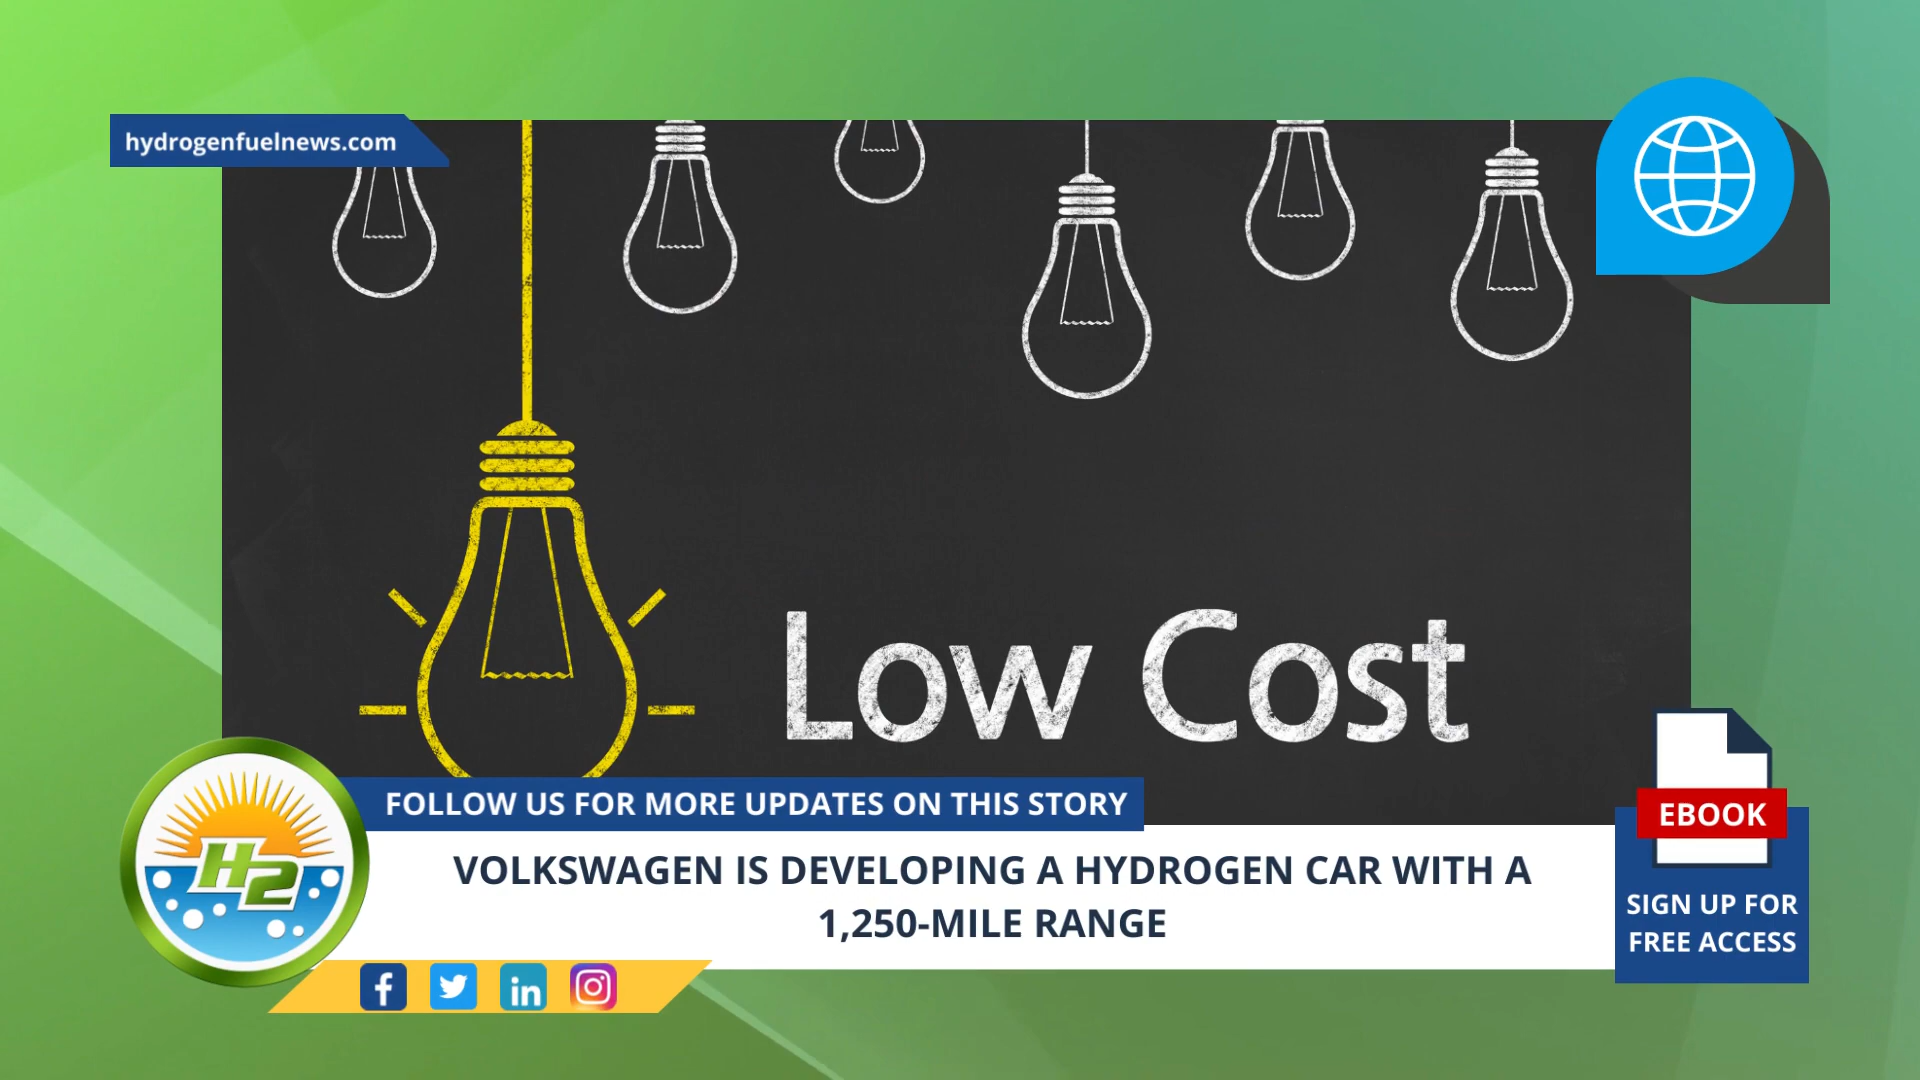 hydrogenfuelnews.com
Low Cost
FOLLOW US FOR MORE UPDATES ON THIS STORY
VOLKSWAGEN IS DEVELOPING A HYDROGEN CAR WITH A
1,250-MILE RANGE
H2
EBOOK
SIGN UP FOR
FREE ACCESS